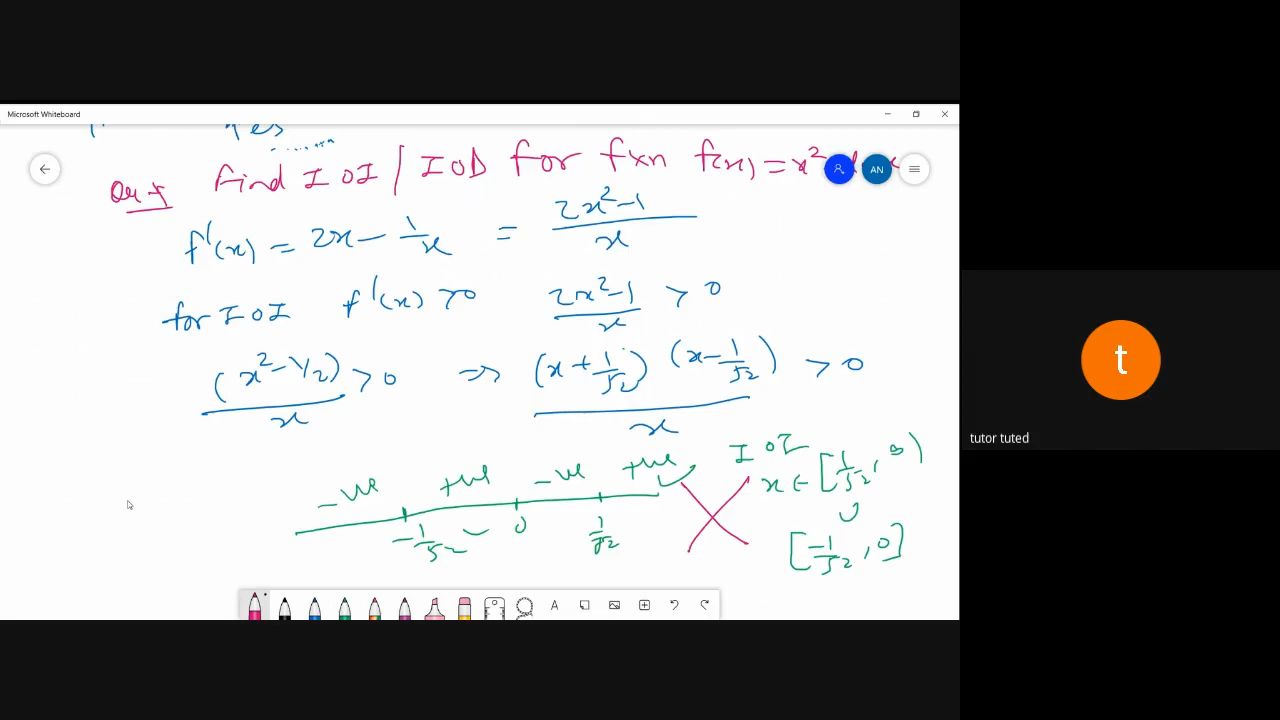 Microsoft Whiteboard
Yes
Qu → find IOI / IOD for fxn f(x) = x²
AN
f'(x) = 2x - 1/x = (2x² - 1)/x
for IOI f'(x) > 0 (2x² - 1)/x > 0
(x² - 1/2)/x > 0 ⇒ (x + 1/√2)(x - 1/√2)/x > 0
-ve +ve -ve +ve
-1/√2 0 1/√2
IOI
x ∈ [1/√2, ∞)
∪
[-1/√2, 0]
t
tutor tuted
A